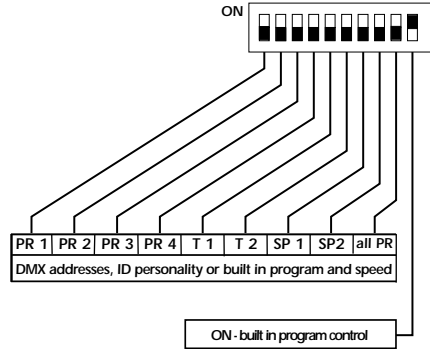 ON
PR 1 PR 2 PR 3 PR 4 T 1 T 2 SP 1 SP2 all PR
DMX addresses, ID personality or built in program and speed
ON - built in program control